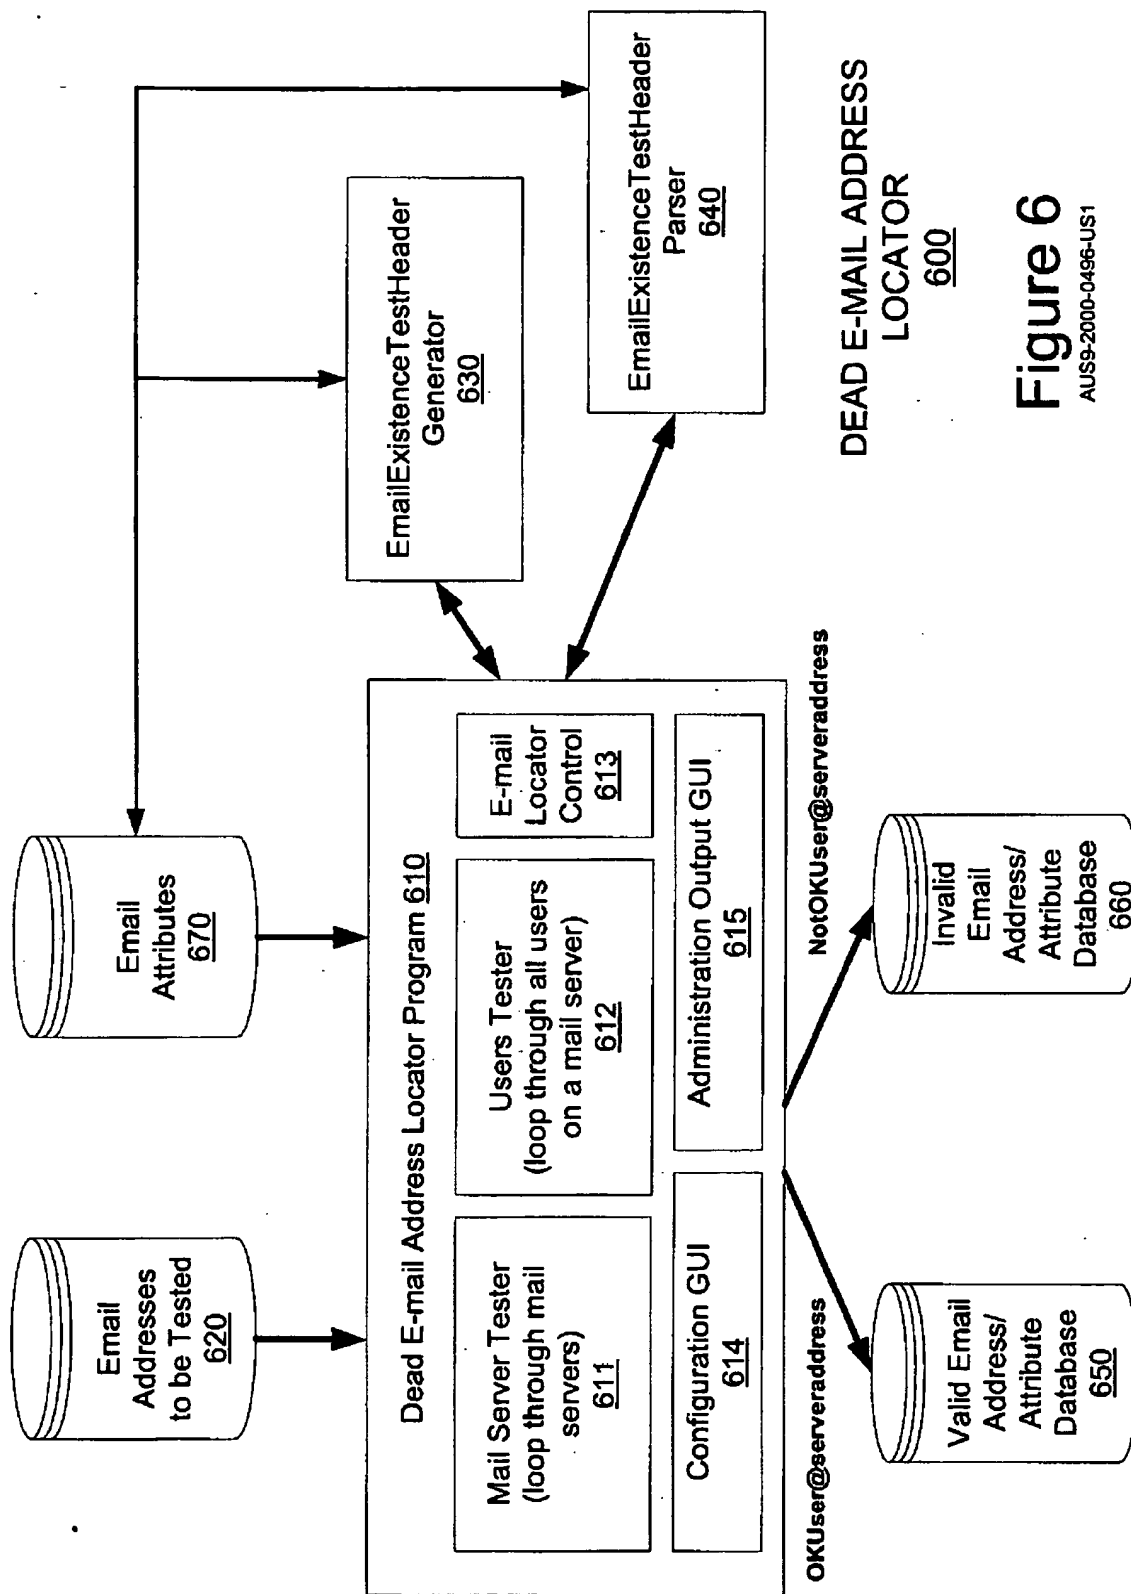 Email
Addresses
to be Tested
620
Email
Attributes
670
Dead E-mail Address Locator Program 610
Mail Server Tester
(loop through mail
servers)
611
Users Tester
(loop through all users
on a mail server)
612
E-mail
Locator
Control
613
Configuration GUI
614
Administration Output GUI
615
EmailExistenceTestHeader
Generator
630
EmailExistenceTestHeader
Parser
640
OKUser@serveraddress
NotOKUser@serveraddress
Valid Email
Address/
Attribute
Database
650
Invalid
Email
Address/
Attribute
Database
660
DEAD E-MAIL ADDRESS
LOCATOR
600
Figure 6
AUS9-2000-0496-US1